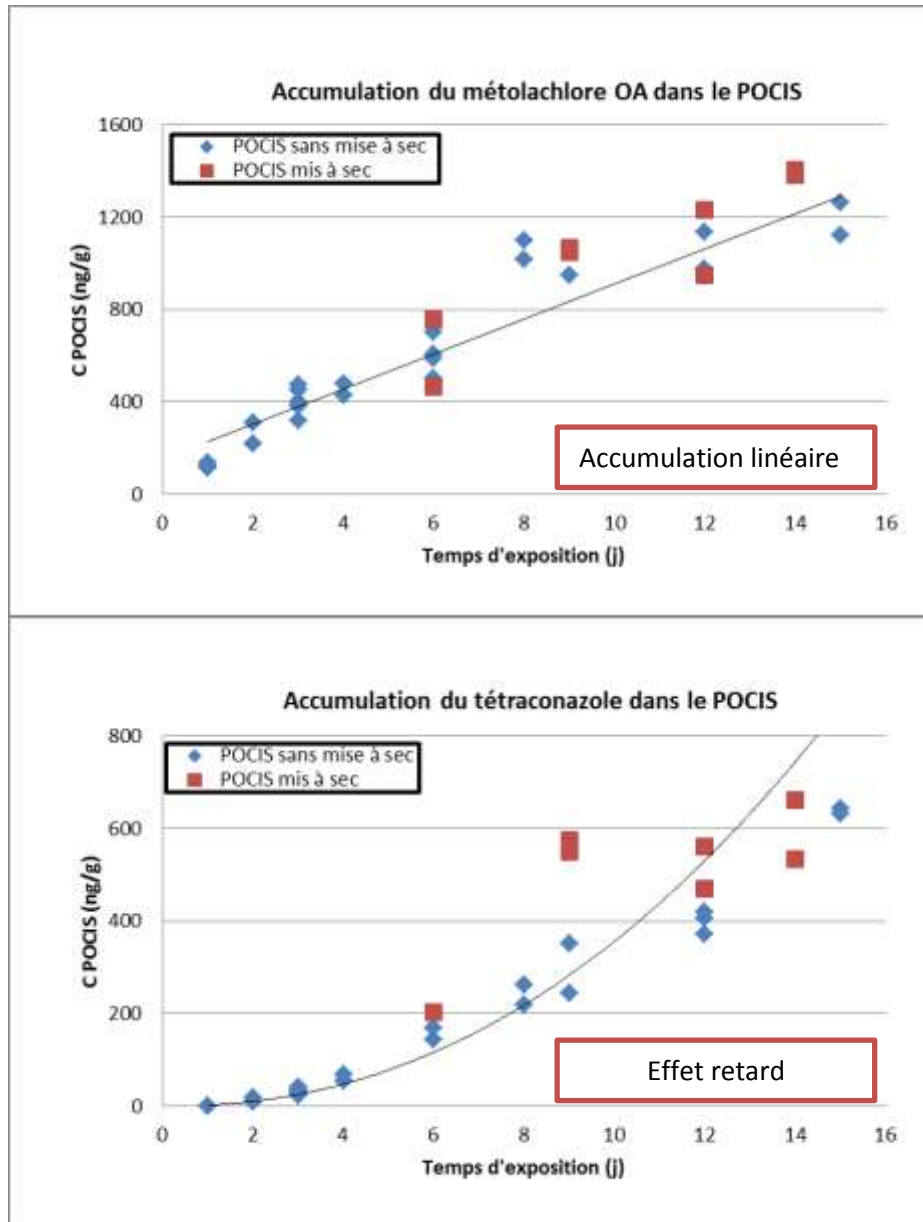 Accumulation du métolachlore OA dans le POCIS
1600
1200
800
400
0
C POCIS (ng/g)
POCIS sans mise à sec
POCIS mis à sec
Accumulation linéaire
0 2 4 6 8 10 12 14 16
Temps d'exposition (j)
Accumulation du tétraconazole dans le POCIS
800
600
400
200
0
C POCIS (ng/g)
POCIS sans mise à sec
POCIS mis à sec
Effet retard
0 2 4 6 8 10 12 14 16
Temps d'exposition (j)